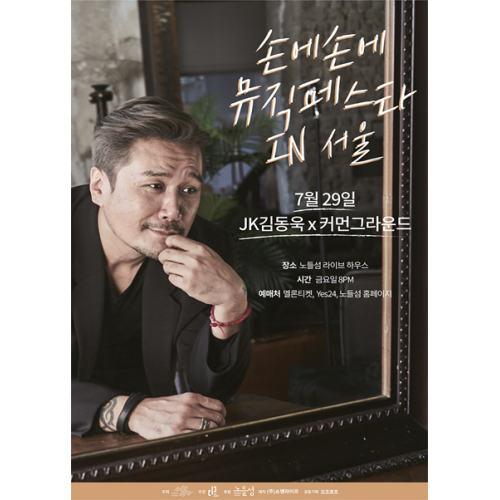 손에손에
뮤직페스타
IN 서울
7월 29일
JK김동욱 x 커먼그라운드
장소 노들섬 라이브 하우스
시간 금요일 8PM
예매처 멜론티켓, Yes24, 노들섬 홈페이지
노들섬